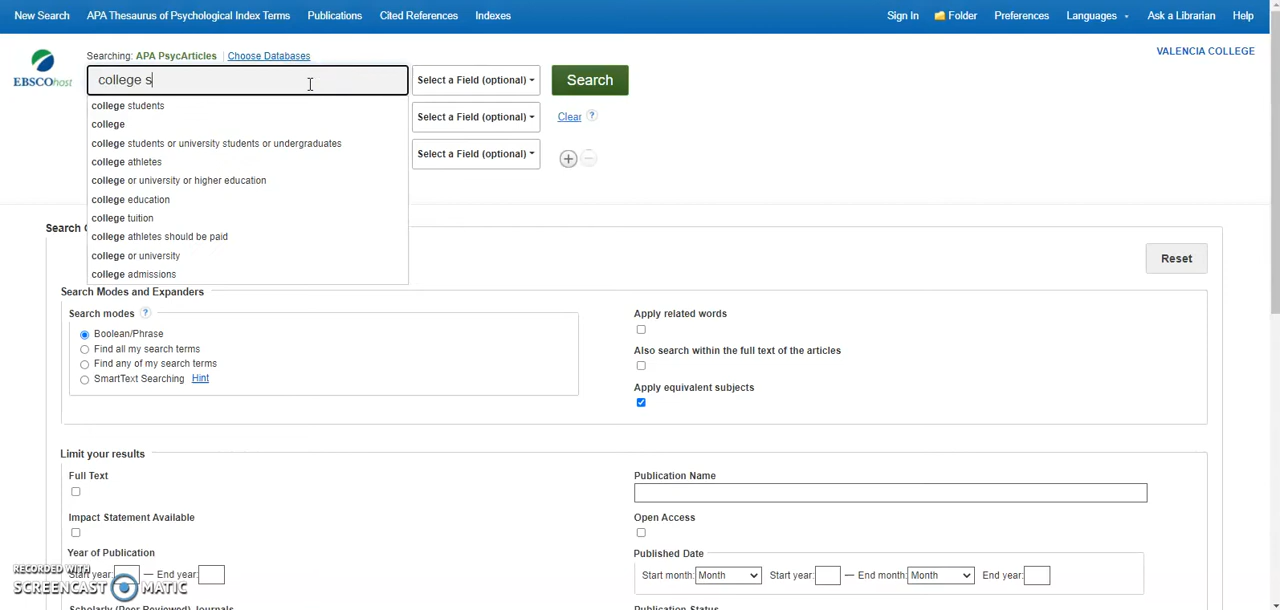 New Search APA Thesaurus of Psychological Index Terms Publications Cited References Indexes Sign In Folder Preferences Languages Ask a Librarian Help
EBSCOhost
Searching: APA PsycArticles Choose Databases
VALENCIA COLLEGE
college s
Select a Field (optional)
Search
college students
college
Select a Field (optional)
Clear ?
college students or university students or undergraduates
college athletes
Select a Field (optional)
college or university or higher education
college education
college tuition
college athletes should be paid
college or university
college admissions
Search
Reset
Search Modes and Expanders
Search modes ?
Boolean/Phrase
Find all my search terms
Find any of my search terms
SmartText Searching Hint
Apply related words
Also search within the full text of the articles
Apply equivalent subjects
Limit your results
Full Text
Publication Name
Impact Statement Available
Open Access
Year of Publication
Start year: — End year:
Published Date
Start month: Month Start year: — End month: Month End year:
RECORDED WITH
SCREENCAST MATIC
Scholarly (Peer Reviewed) Journals
Publication Status